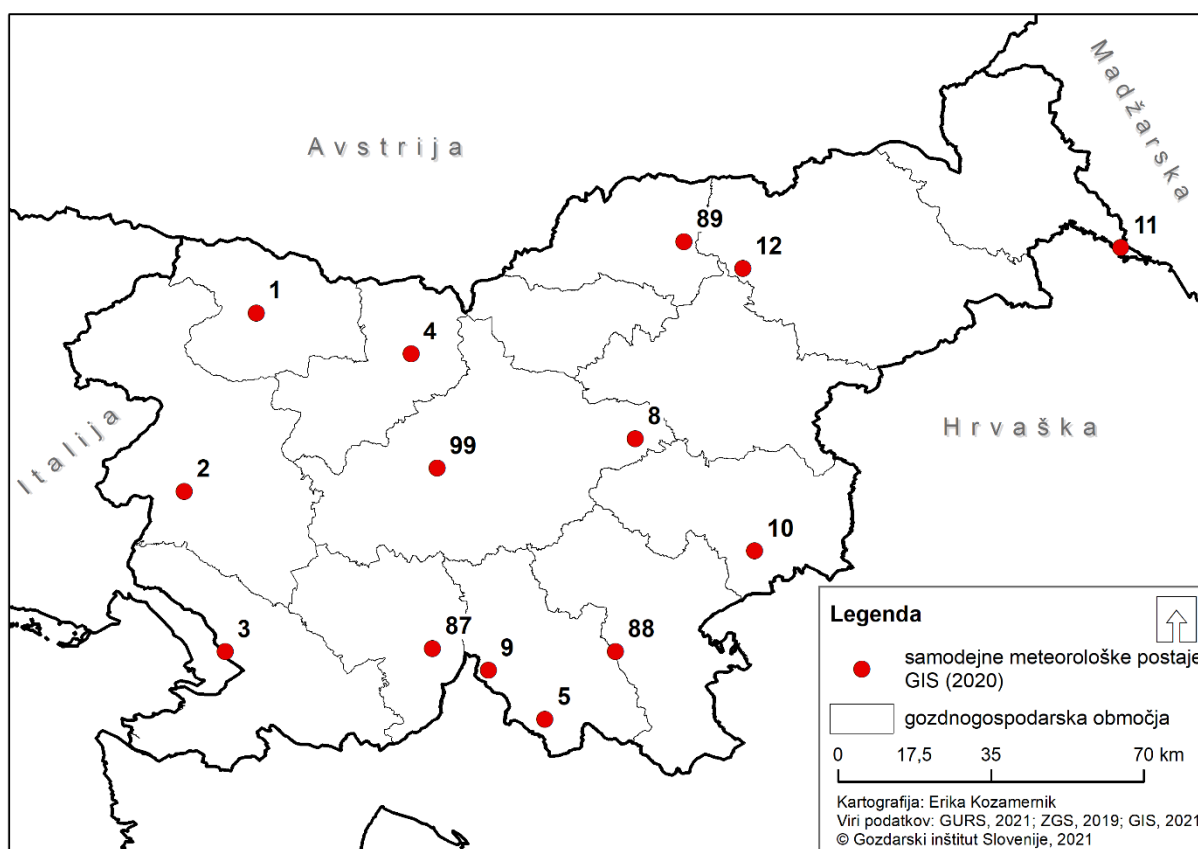 Madžarska
Avstrija
89
11
12
1
4
Italija
8
Hrvaška
99
2
10
3
87
9
88
5
Legenda
samodejne meteorološke postaje
GIS (2020)
gozdnogospodarska območja
0 17,5 35 70 km
Kartografija: Erika Kozamernik
Viri podatkov: GURS, 2021; ZGS, 2019; GIS, 2021
© Gozdarski inštitut Slovenije, 2021